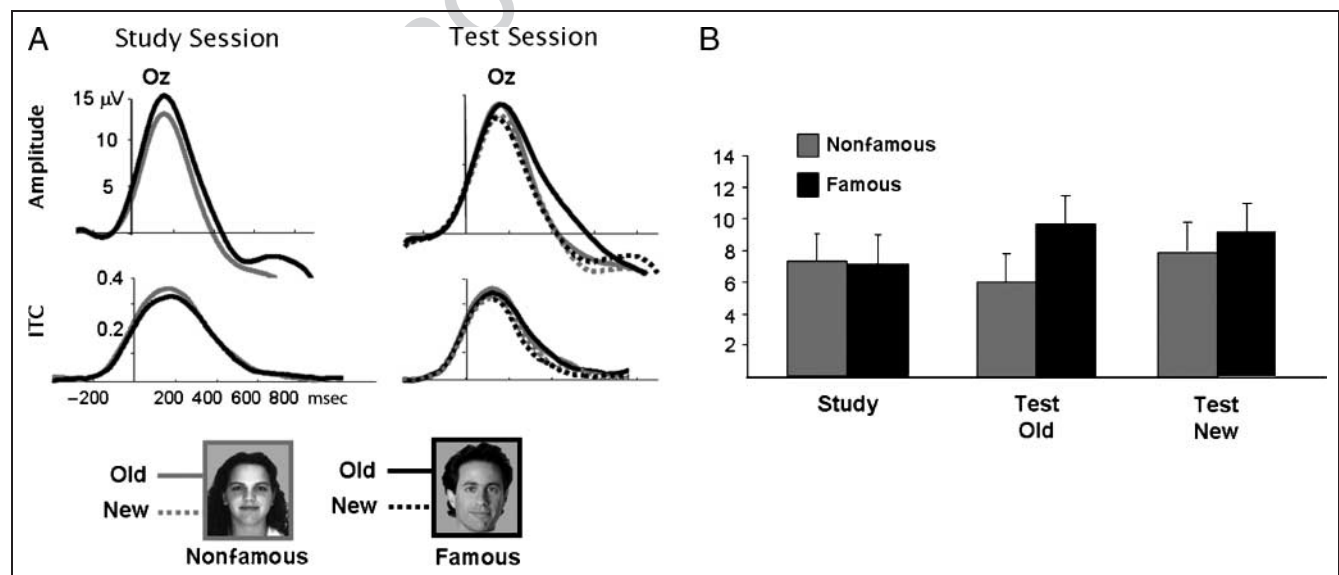 A
Study Session
Test Session
B
Oz
Oz
Amplitude
15 μV
10
5
ITC
0.4
0.2
−200 200 400 600 800 msec
Old
New
Nonfamous
Old
New
Famous
Nonfamous
Famous
14
12
10
8
6
4
2
Study
Test
Old
Test
New